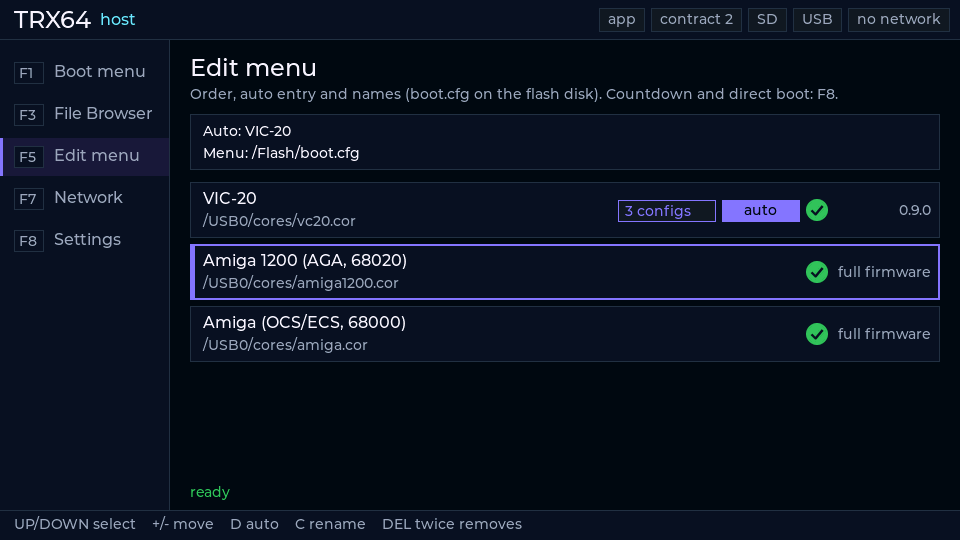 TRX64 host
app contract 2 SD USB no network
F1 Boot menu
F3 File Browser
F5 Edit menu
F7 Network
F8 Settings
Edit menu
Order, auto entry and names (boot.cfg on the flash disk). Countdown and direct boot: F8.
Auto: VIC-20
Menu: /Flash/boot.cfg
VIC-20
/USB0/cores/vc20.cor
3 configs auto 0.9.0
Amiga 1200 (AGA, 68020)
/USB0/cores/amiga1200.cor
full firmware
Amiga (OCS/ECS, 68000)
/USB0/cores/amiga.cor
full firmware
ready
UP/DOWN select +/- move D auto C rename DEL twice removes